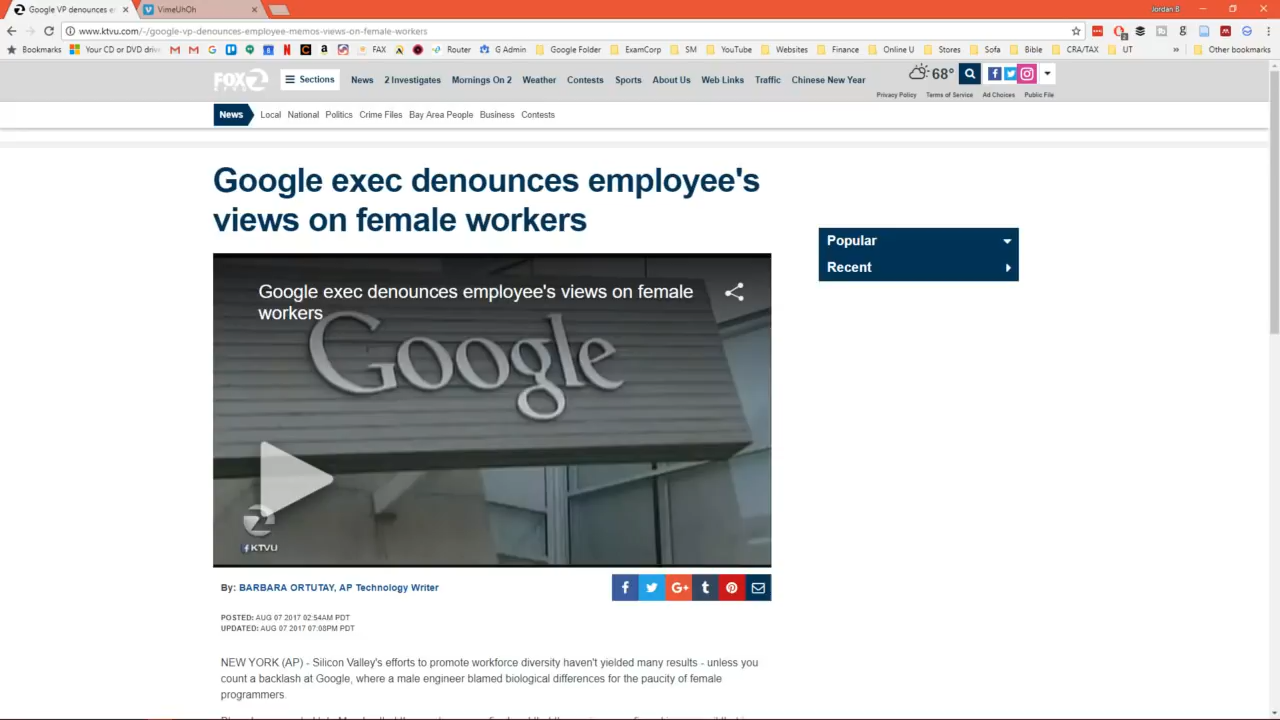 Google VP denounces e
VimeUhOh
Jordan B.
www.ktvu.com/-/google-vp-denounces-employee-memos-views-on-female-workers
Bookmarks
Your CD or DVD drive
FAX
Router
G Admin
Google Folder
ExamCorp
SM
YouTube
Websites
Finance
Online U
Stores
Sofa
Bible
CRA/TAX
UT
»
Other bookmarks
FOX 2
Sections
News
2 Investigates
Mornings On 2
Weather
Contests
Sports
About Us
Web Links
Traffic
Chinese New Year
68°
Privacy Policy
Terms of Service
Ad Choices
Public File
News
Local
National
Politics
Crime Files
Bay Area People
Business
Contests
Google exec denounces employee's
views on female workers
Popular
Recent
Google exec denounces employee's views on female
workers
Google
KTVU
By: BARBARA ORTUTAY, AP Technology Writer
POSTED: AUG 07 2017 02:54AM PDT
UPDATED: AUG 07 2017 07:08PM PDT
NEW YORK (AP) - Silicon Valley's efforts to promote workforce diversity haven't yielded many results - unless you
count a backlash at Google, where a male engineer blamed biological differences for the paucity of female
programmers.